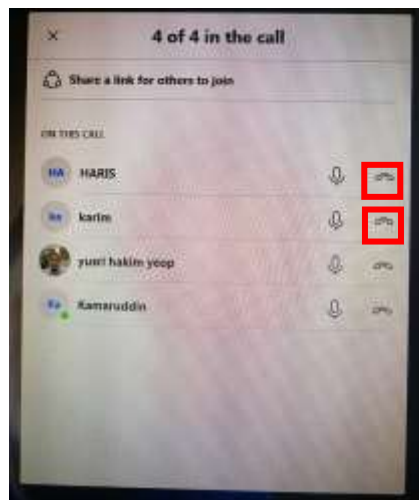 4 of 4 in the call
Share a link for others to join
ON THIS CALL
HA HARIS
ka karim
yusri hakim yeop
Ka Kamaruddin